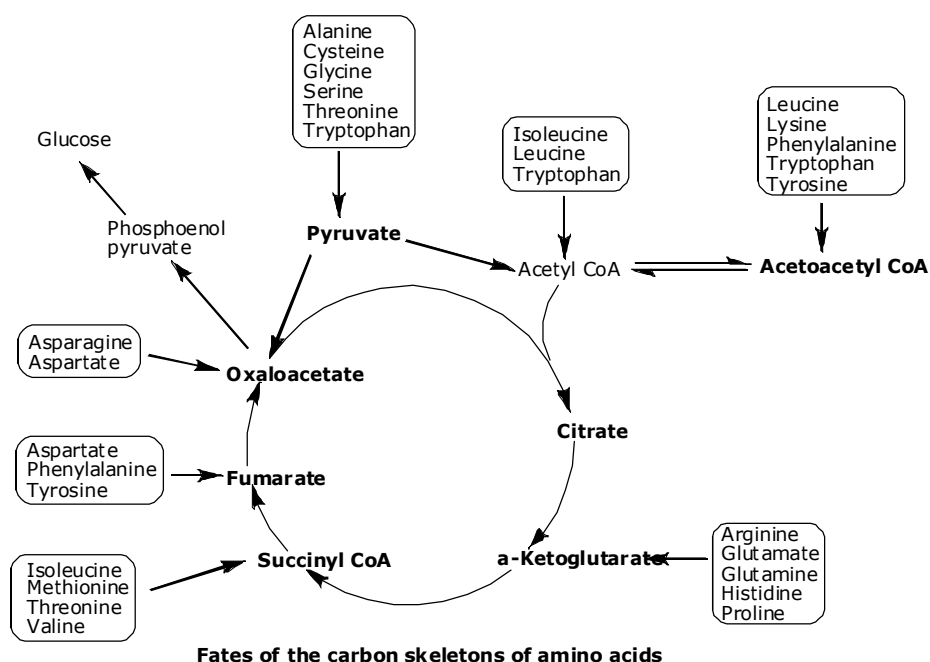 Alanine
Cysteine
Glycine
Serine
Threonine
Tryptophan
Glucose
Phosphoenol
pyruvate
Isoleucine
Leucine
Tryptophan
Leucine
Lysine
Phenylalanine
Tryptophan
Tyrosine
Pyruvate
Acetyl CoA
Acetoacetyl CoA
Asparagine
Aspartate
Oxaloacetate
Citrate
Aspartate
Phenylalanine
Tyrosine
Fumarate
Succinyl CoA
a-Ketoglutarate
Isoleucine
Methionine
Threonine
Valine
Arginine
Glutamate
Glutamine
Histidine
Proline
Fates of the carbon skeletons of amino acids